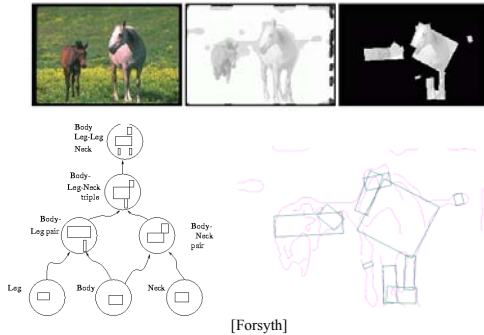 Body
Leg-Leg
Neck
Body-
Leg-Neck
triple
Body-
Leg pair
Body-
Neck
pair
Leg
Body
Neck
[Forsyth]